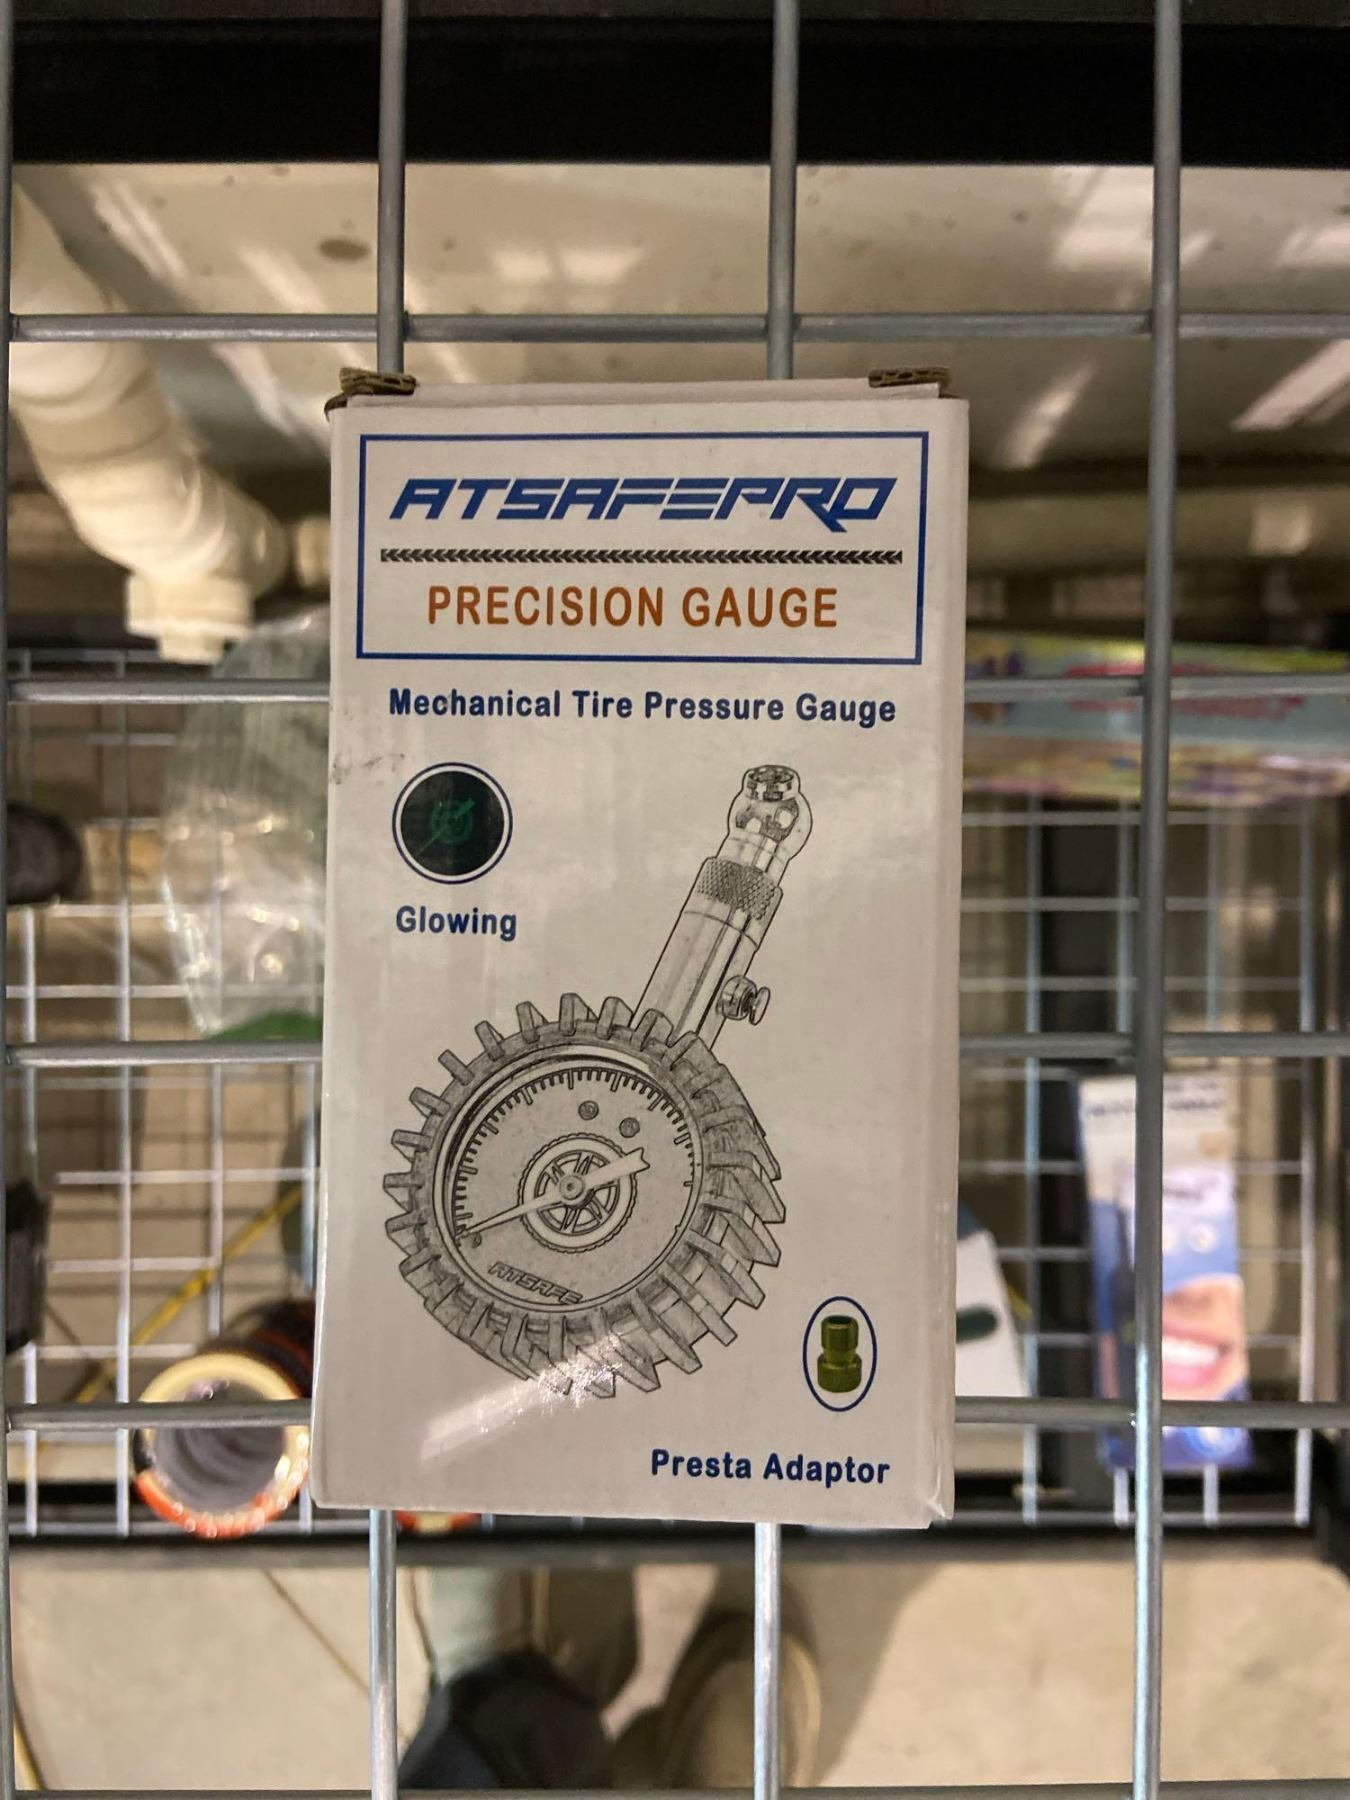 ATSAFEPRO
PRECISION GAUGE
Mechanical Tire Pressure Gauge
Glowing
ATSAFE
Presta Adaptor